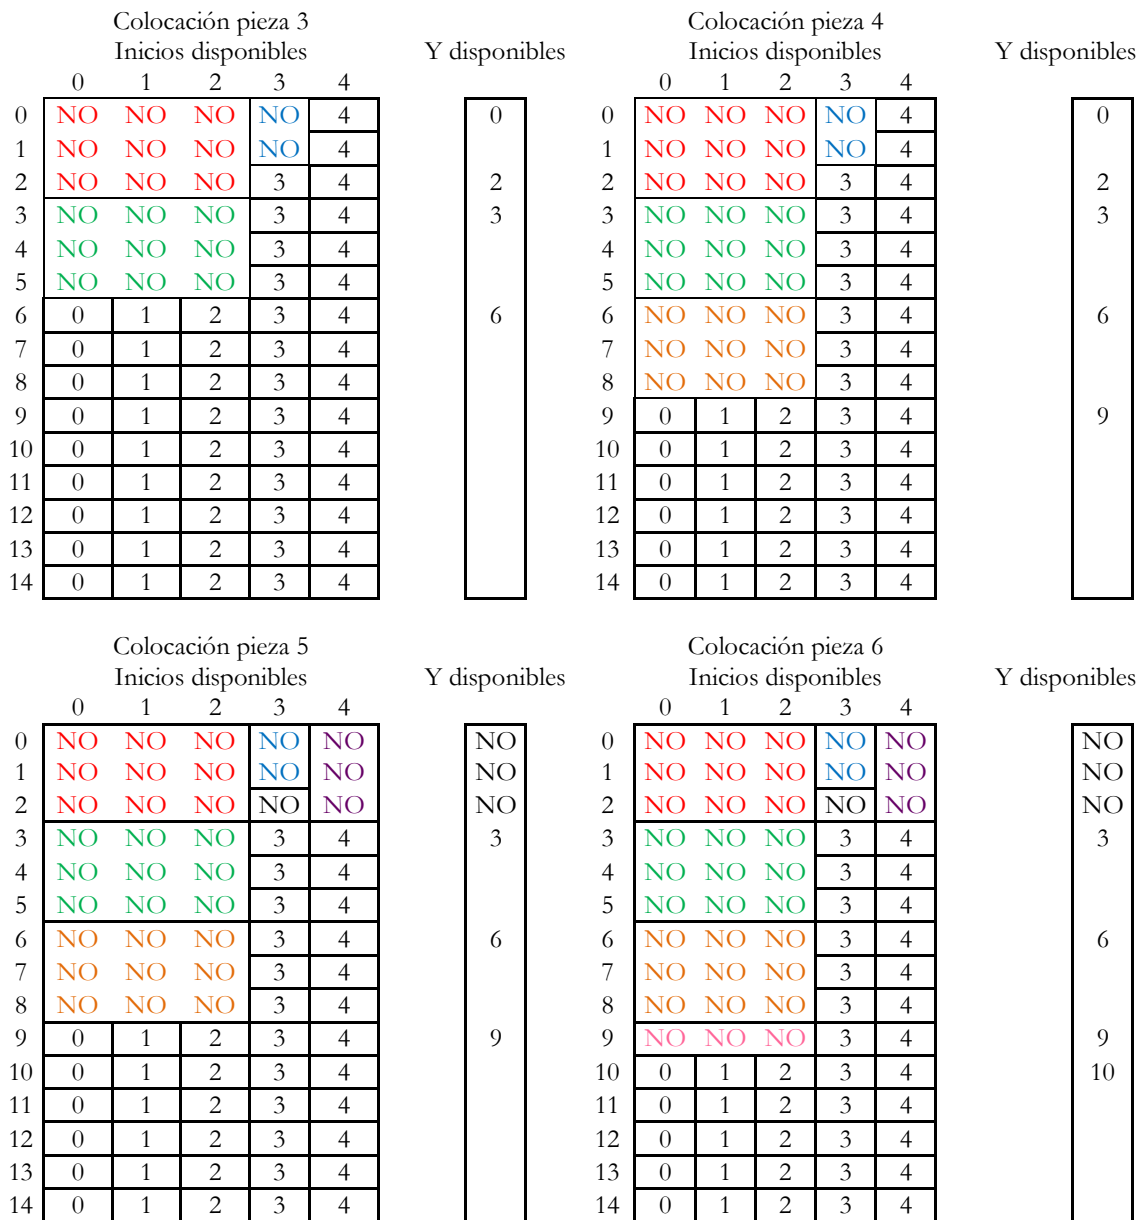 Colocación pieza 3 Colocación pieza 4
Inicios disponibles Y disponibles Inicios disponibles Y disponibles
0 1 2 3 4 0 1 2 3 4
0 NO NO NO NO 4 0 0 NO NO NO NO 4 0
1 NO NO NO NO 4 1 NO NO NO NO 4
2 NO NO NO 3 4 2 2 NO NO NO 3 4 2
3 NO NO NO 3 4 3 3 NO NO NO 3 4 3
4 NO NO NO 3 4 4 NO NO NO 3 4
5 NO NO NO 3 4 5 NO NO NO 3 4
6 0 1 2 3 4 6 6 NO NO NO 3 4 6
7 0 1 2 3 4 7 NO NO NO 3 4
8 0 1 2 3 4 8 NO NO NO 3 4
9 0 1 2 3 4 9 0 1 2 3 4 9
10 0 1 2 3 4 10 0 1 2 3 4
11 0 1 2 3 4 11 0 1 2 3 4
12 0 1 2 3 4 12 0 1 2 3 4
13 0 1 2 3 4 13 0 1 2 3 4
14 0 1 2 3 4 14 0 1 2 3 4
Colocación pieza 5 Colocación pieza 6
Inicios disponibles Y disponibles Inicios disponibles Y disponibles
0 1 2 3 4 0 1 2 3 4
0 NO NO NO NO NO NO 0 NO NO NO NO NO NO
1 NO NO NO NO NO NO 1 NO NO NO NO NO NO
2 NO NO NO NO NO NO 2 NO NO NO NO NO NO
3 NO NO NO 3 4 3 3 NO NO NO 3 4 3
4 NO NO NO 3 4 4 NO NO NO 3 4
5 NO NO NO 3 4 5 NO NO NO 3 4
6 NO NO NO 3 4 6 6 NO NO NO 3 4 6
7 NO NO NO 3 4 7 NO NO NO 3 4
8 NO NO NO 3 4 8 NO NO NO 3 4
9 0 1 2 3 4 9 9 NO NO NO 3 4 9
10 0 1 2 3 4 10 0 1 2 3 4 10
11 0 1 2 3 4 11 0 1 2 3 4
12 0 1 2 3 4 12 0 1 2 3 4
13 0 1 2 3 4 13 0 1 2 3 4
14 0 1 2 3 4 14 0 1 2 3 4